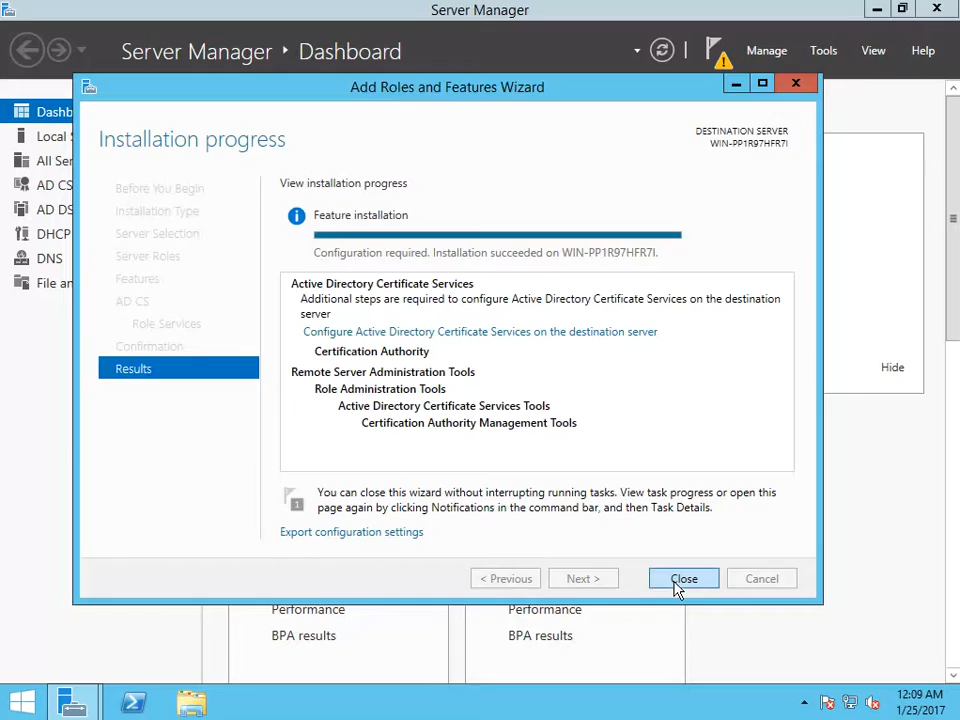 Server Manager
Server Manager • Dashboard
Manage
Tools
View
Help
Dashb
Local S
All Ser
AD CS
AD DS
DHCP
DNS
File an
Add Roles and Features Wizard
Installation progress
DESTINATION SERVER
WIN-PP1R97HFR7I
Before You Begin
Installation Type
Server Selection
Server Roles
Features
AD CS
Role Services
Confirmation
Results
View installation progress
Feature installation
Configuration required. Installation succeeded on WIN-PP1R97HFR7I.
Active Directory Certificate Services
Additional steps are required to configure Active Directory Certificate Services on the destination
server
Configure Active Directory Certificate Services on the destination server
Certification Authority
Remote Server Administration Tools
Role Administration Tools
Active Directory Certificate Services Tools
Certification Authority Management Tools
1
You can close this wizard without interrupting running tasks. View task progress or open this
page again by clicking Notifications in the command bar, and then Task Details.
Export configuration settings
< Previous
Next >
Close
Cancel
Hide
Performance
BPA results
Performance
BPA results
12:09 AM
1/25/2017